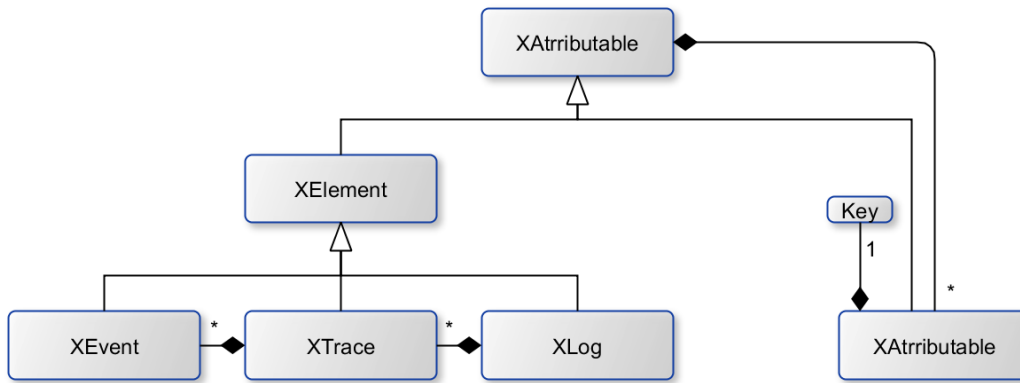 XAtrributable
XElement
Key
1
*
XEvent
*
XTrace
*
XLog
XAtrributable